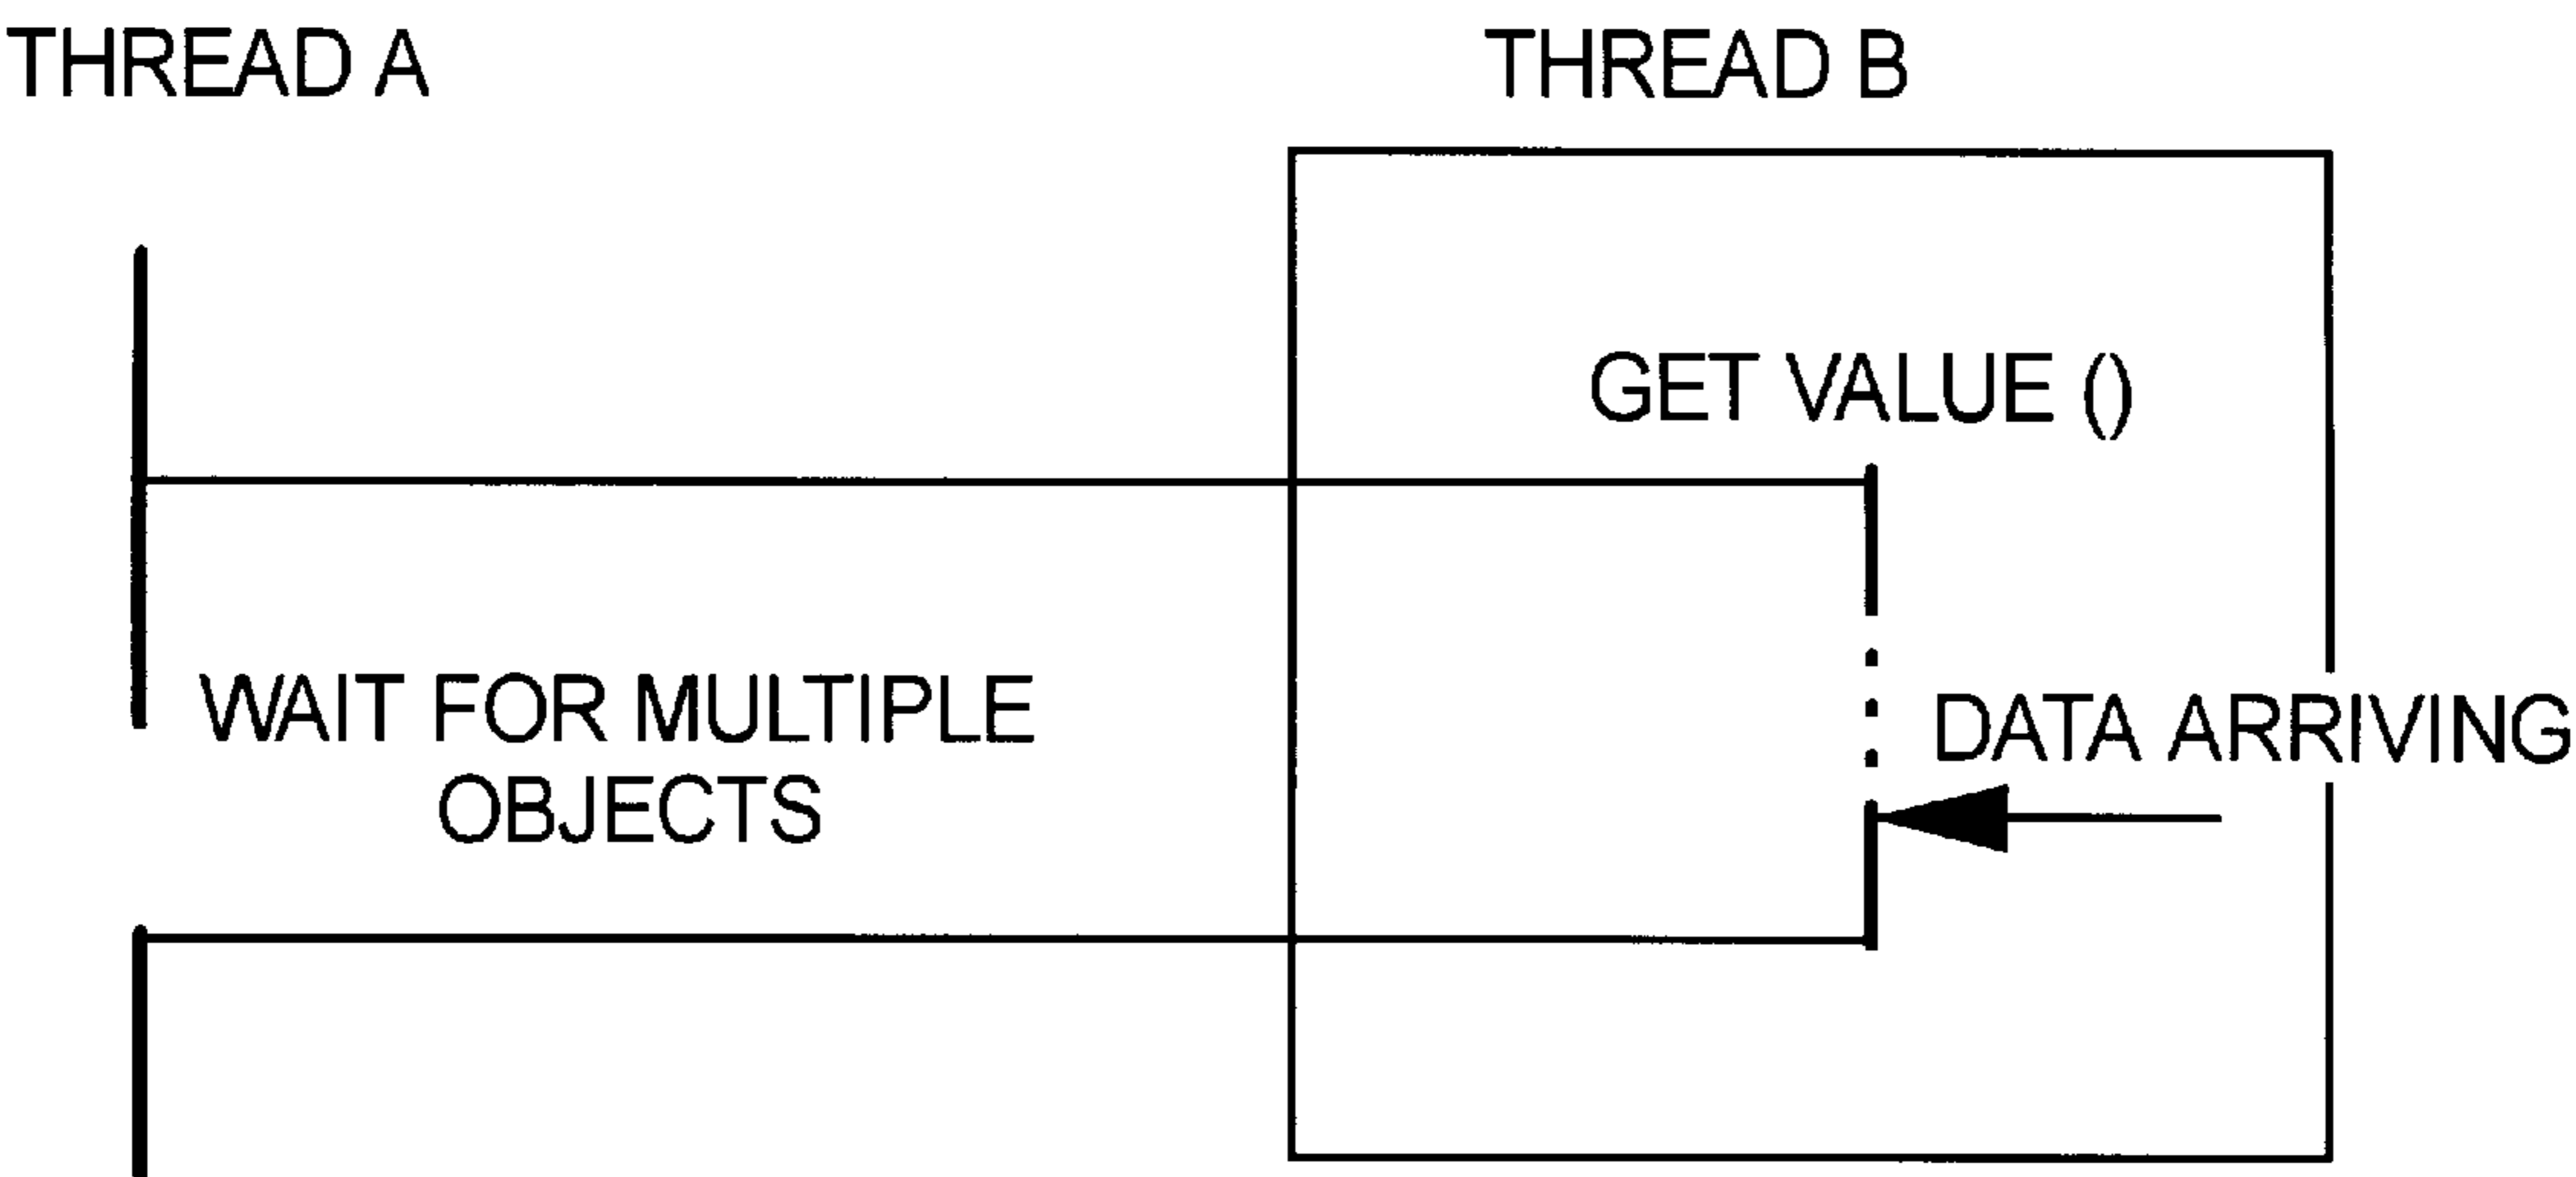 THREAD A
THREAD B
GET VALUE ()
WAIT FOR MULTIPLE
OBJECTS
DATA ARRIVING